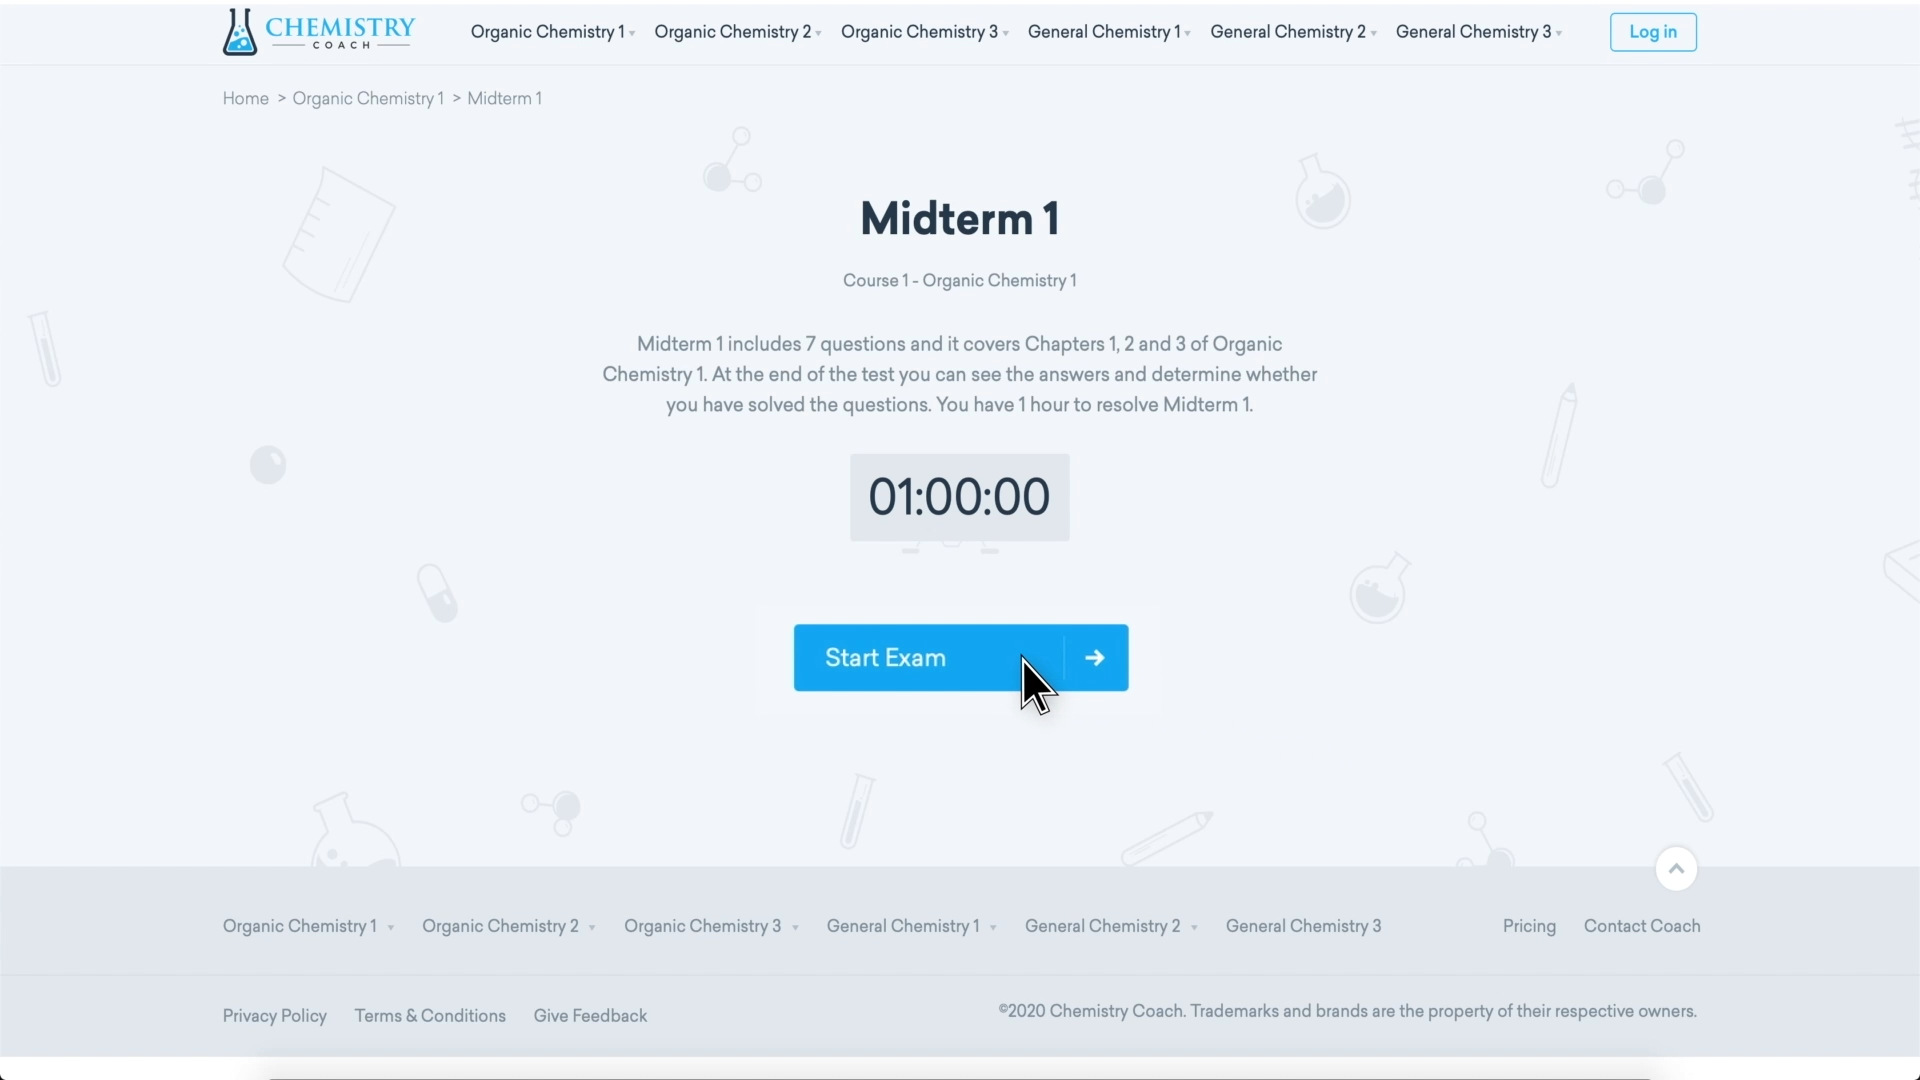 CHEMISTRY
COACH
Organic Chemistry 1
Organic Chemistry 2
Organic Chemistry 3
General Chemistry 1
General Chemistry 2
General Chemistry 3
Log in
Home > Organic Chemistry 1 > Midterm 1
Midterm 1
Course 1 - Organic Chemistry 1
Midterm 1 includes 7 questions and it covers Chapters 1, 2 and 3 of Organic
Chemistry 1. At the end of the test you can see the answers and determine whether
you have solved the questions. You have 1 hour to resolve Midterm 1.
01:00:00
Start Exam
Organic Chemistry 1
Organic Chemistry 2
Organic Chemistry 3
General Chemistry 1
General Chemistry 2
General Chemistry 3
Pricing
Contact Coach
Privacy Policy
Terms & Conditions
Give Feedback
©2020 Chemistry Coach. Trademarks and brands are the property of their respective owners.